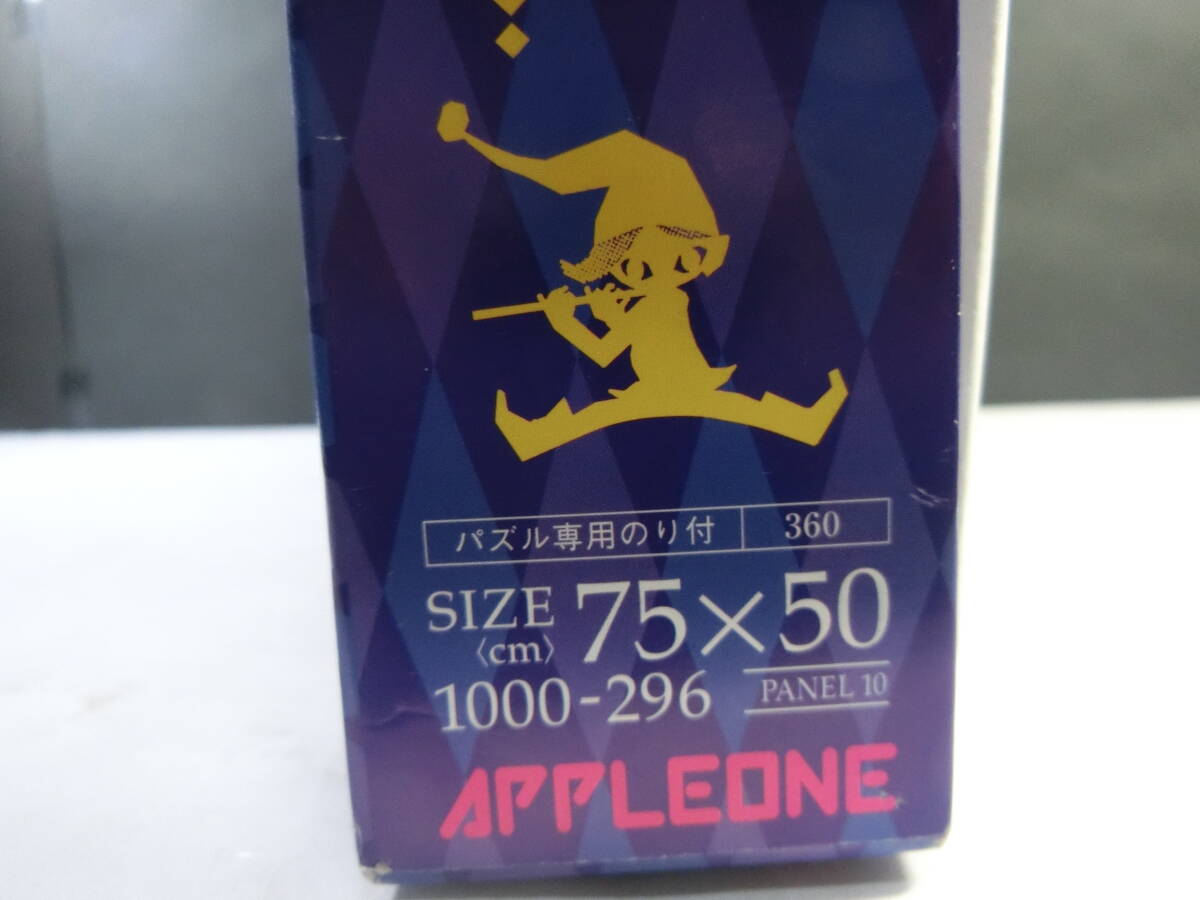 パズル専用のり付 360
SIZE 75×50
〈cm〉
1000-296 PANEL 10
APPLEONE